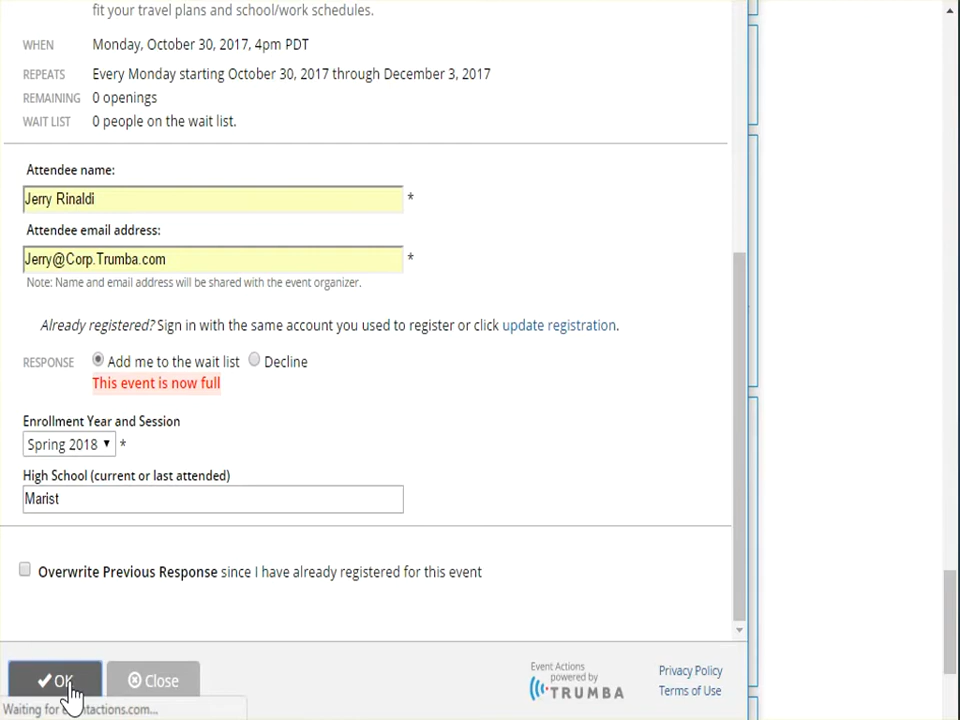 fit your travel plans and school/work schedules.
WHEN Monday, October 30, 2017, 4pm PDT
REPEATS Every Monday starting October 30, 2017 through December 3, 2017
REMAINING 0 openings
WAIT LIST 0 people on the wait list.
Attendee name:
Jerry Rinaldi *
Attendee email address:
Jerry@Corp.Trumba.com *
Note: Name and email address will be shared with the event organizer.
Already registered? Sign in with the same account you used to register or click update registration.
RESPONSE Add me to the wait list Decline
This event is now full
Enrollment Year and Session
Spring 2018 *
High School (current or last attended)
Marist
Overwrite Previous Response since I have already registered for this event
OK Close
Event Actions
powered by
TRUMBA
Privacy Policy
Terms of Use
Waiting for eventactions.com...